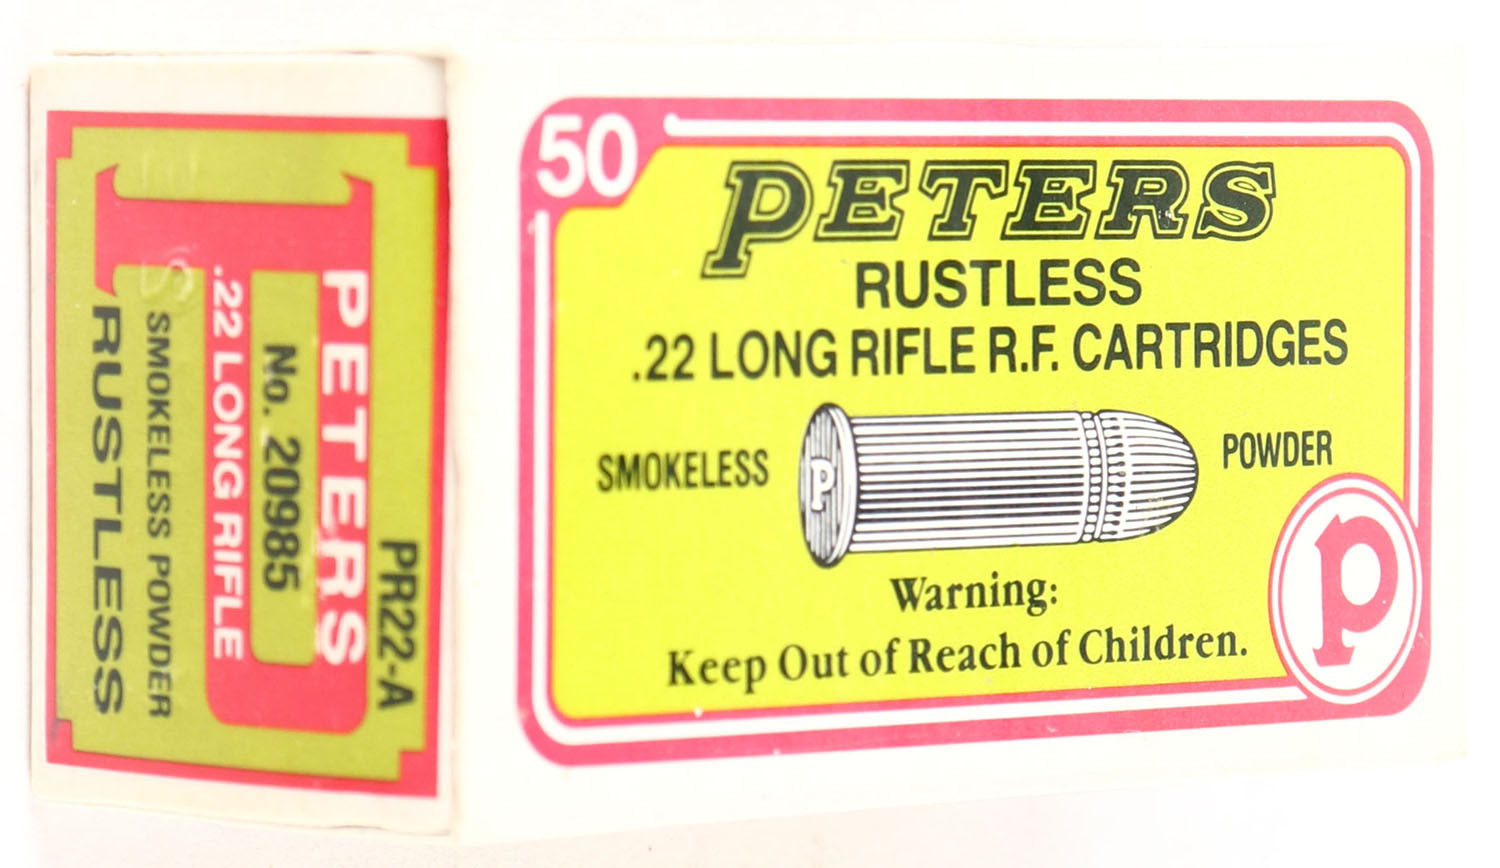 PR22-A
PETERS
No. 20985
.22 LONG RIFLE
SMOKELESS POWDER
RUSTLESS
50
PETERS
RUSTLESS
.22 LONG RIFLE R.F. CARTRIDGES
SMOKELESS POWDER
P
Warning:
Keep Out of Reach of Children.
P